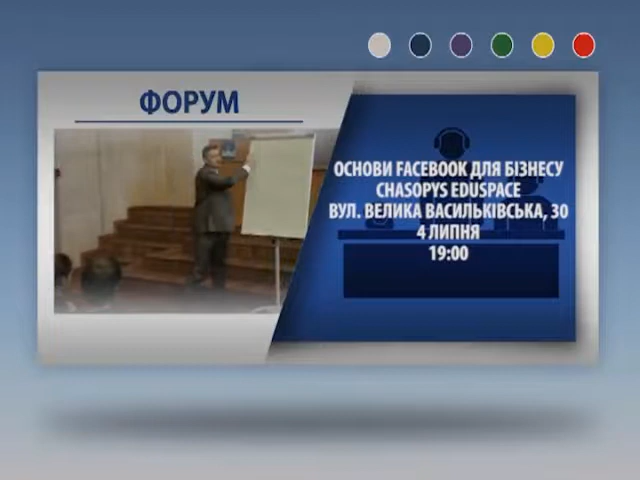 ФОРУМ
ОСНОВИ FACEBOOK ДЛЯ БІЗНЕСУ
CHASOPYS EDUSPACE
ВУЛ. ВЕЛИКА ВАСИЛЬКІВСЬКА, 30
4 ЛИПНЯ
19:00